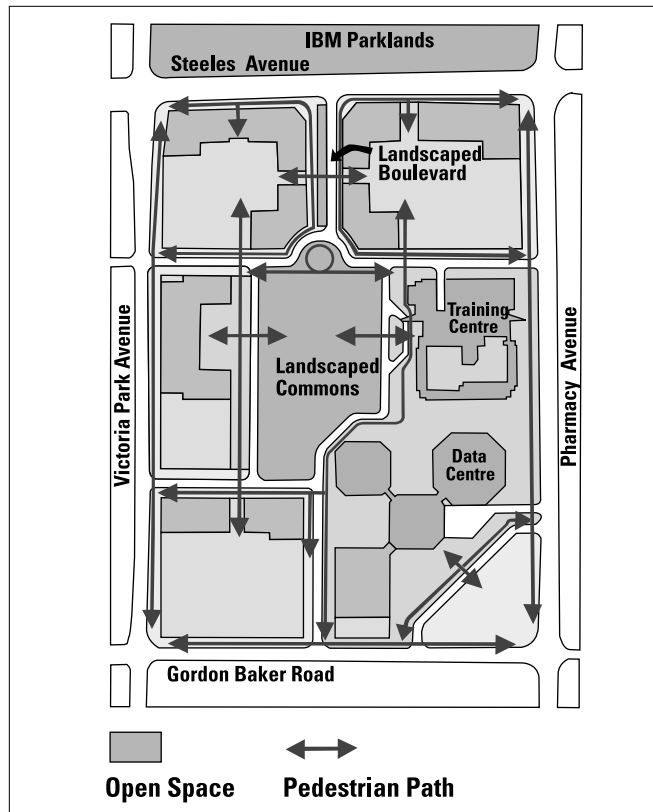 IBM Parklands
Steeles Avenue
Landscaped
Boulevard
Training
Centre
Landscaped
Commons
Data
Centre
Victoria Park Avenue
Pharmacy Avenue
Gordon Baker Road
Open Space
Pedestrian Path